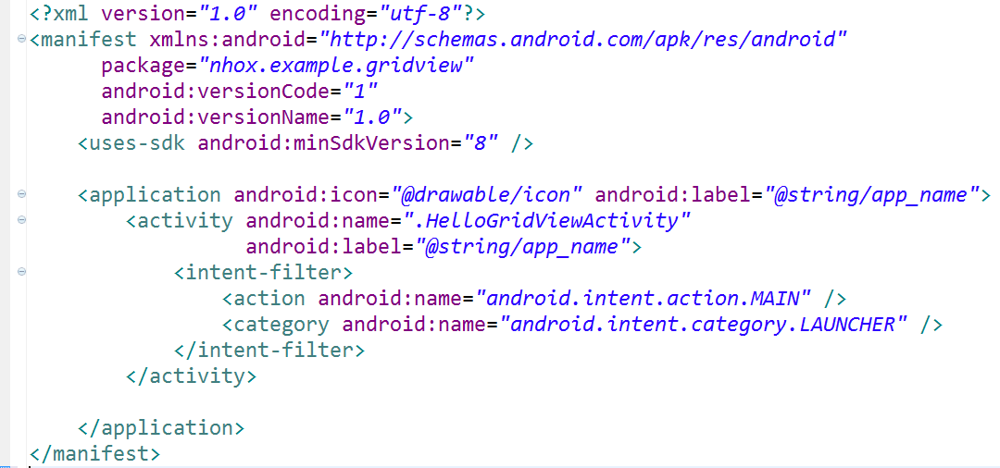 <?xml version="1.0" encoding="utf-8"?>
<manifest xmlns:android="http://schemas.android.com/apk/res/android"
      package="nhox.example.gridview"
      android:versionCode="1"
      android:versionName="1.0">
    <uses-sdk android:minSdkVersion="8" />

    <application android:icon="@drawable/icon" android:label="@string/app_name">
        <activity android:name=".HelloGridViewActivity"
                  android:label="@string/app_name">
            <intent-filter>
                <action android:name="android.intent.action.MAIN" />
                <category android:name="android.intent.category.LAUNCHER" />
            </intent-filter>
        </activity>

    </application>
</manifest>